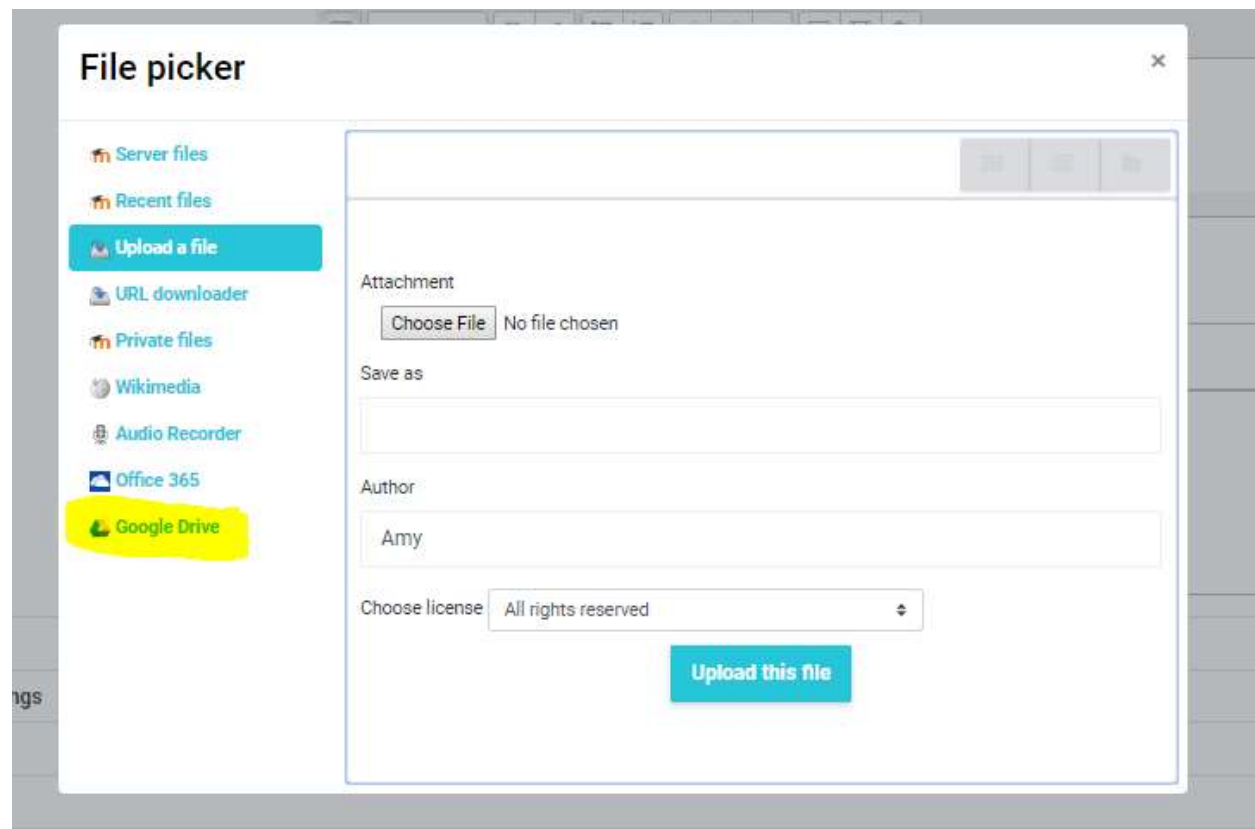 File picker
×
Server files
Recent files
Upload a file
URL downloader
Private files
Wikimedia
Audio Recorder
Office 365
Google Drive
Attachment
Choose File No file chosen
Save as
Author
Amy
Choose license All rights reserved
Upload this file
ngs